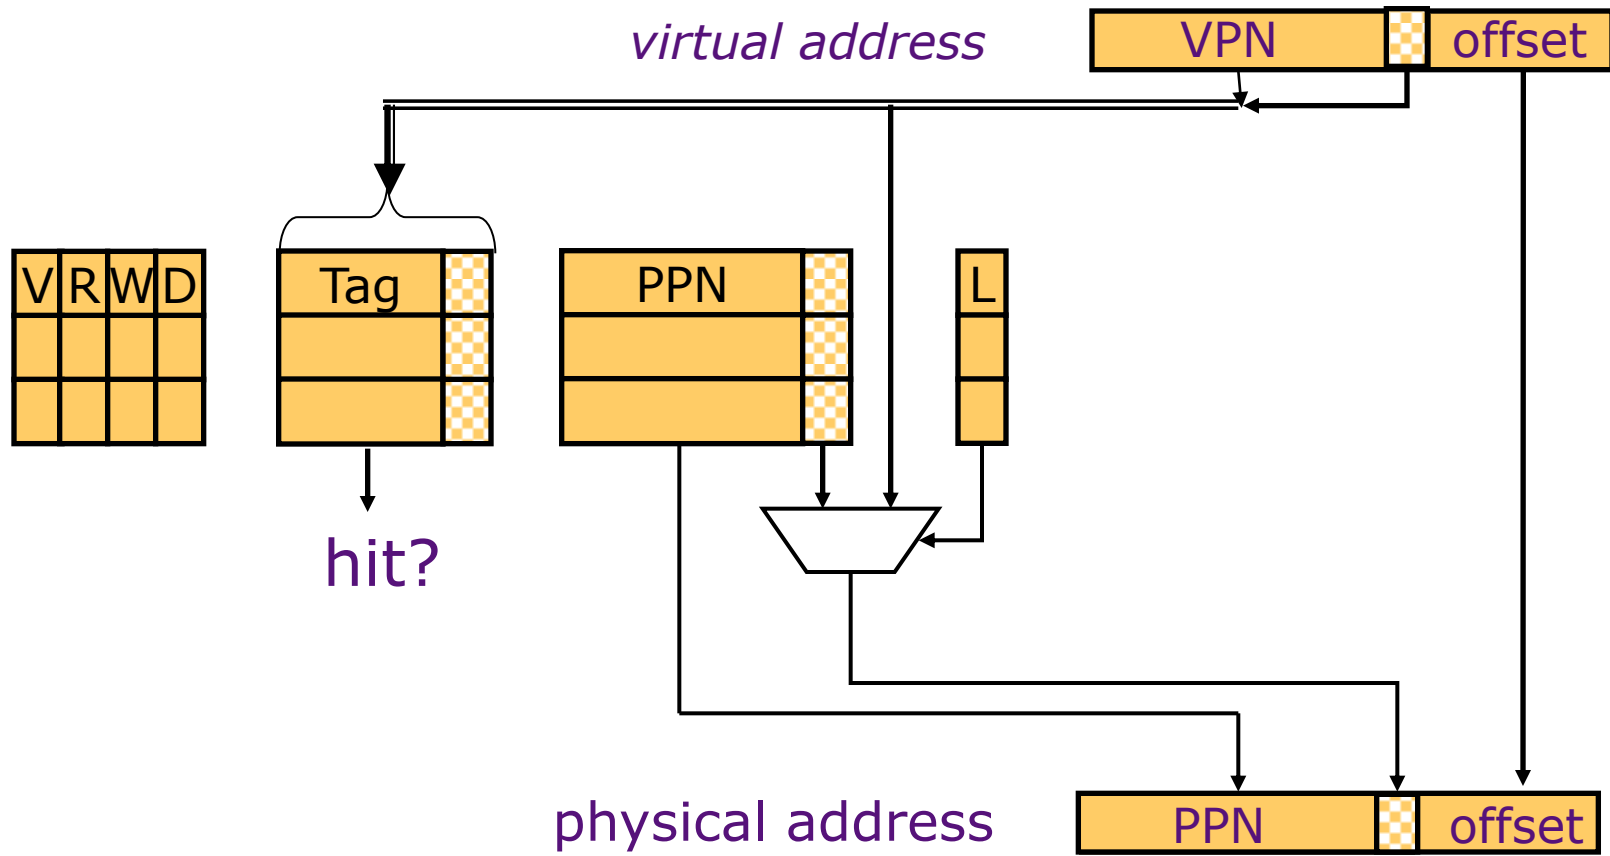 virtual address
VPN offset
V R W D Tag PPN L
hit?
physical address
PPN offset